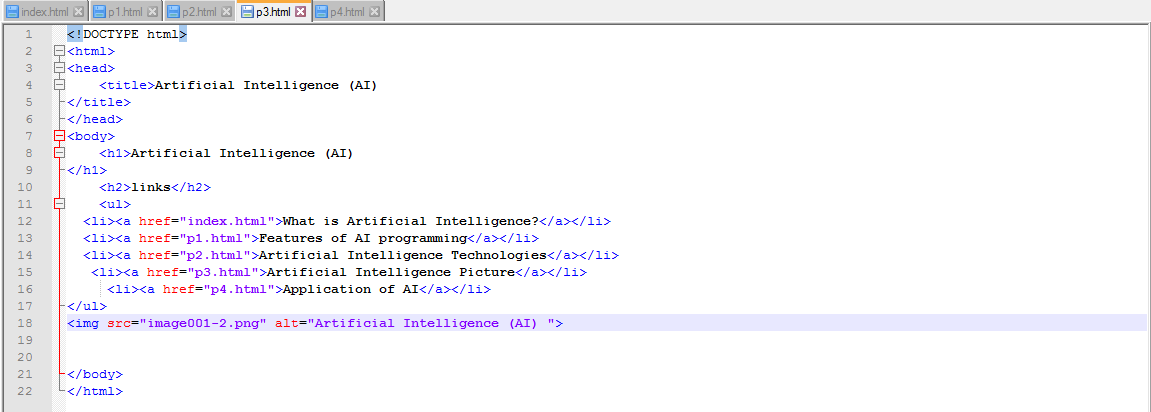 index.html p1.html p2.html p3.html p4.html
1 <!DOCTYPE html>
2 <html>
3 <head>
4 <title>Artificial Intelligence (AI)
5 </title>
6 </head>
7 <body>
8 <h1>Artificial Intelligence (AI)
9 </h1>
10 <h2>links</h2>
11 <ul>
12 <li><a href="index.html">What is Artificial Intelligence?</a></li>
13 <li><a href="p1.html">Features of AI programming</a></li>
14 <li><a href="p2.html">Artificial Intelligence Technologies</a></li>
15 <li><a href="p3.html">Artificial Intelligence Picture</a></li>
16 <li><a href="p4.html">Application of AI</a></li>
17 </ul>
18 <img src="image001-2.png" alt="Artificial Intelligence (AI) ">
19
20
21 </body>
22 </html>